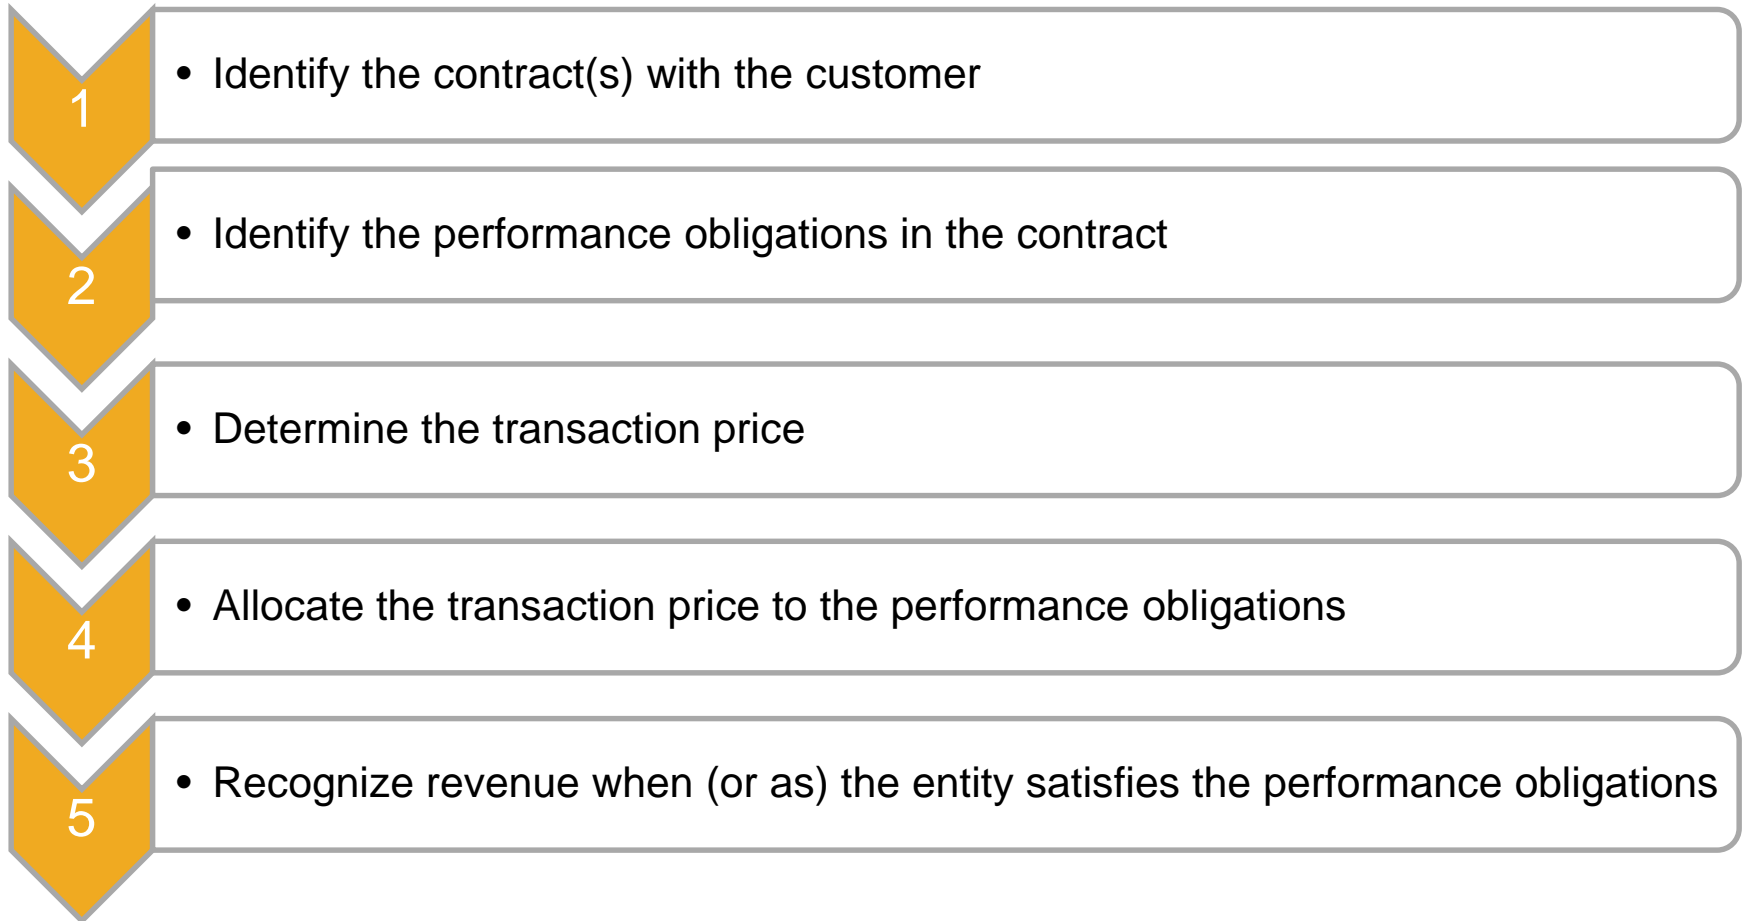 1
• Identify the contract(s) with the customer
2
• Identify the performance obligations in the contract
3
• Determine the transaction price
4
• Allocate the transaction price to the performance obligations
5
• Recognize revenue when (or as) the entity satisfies the performance obligations